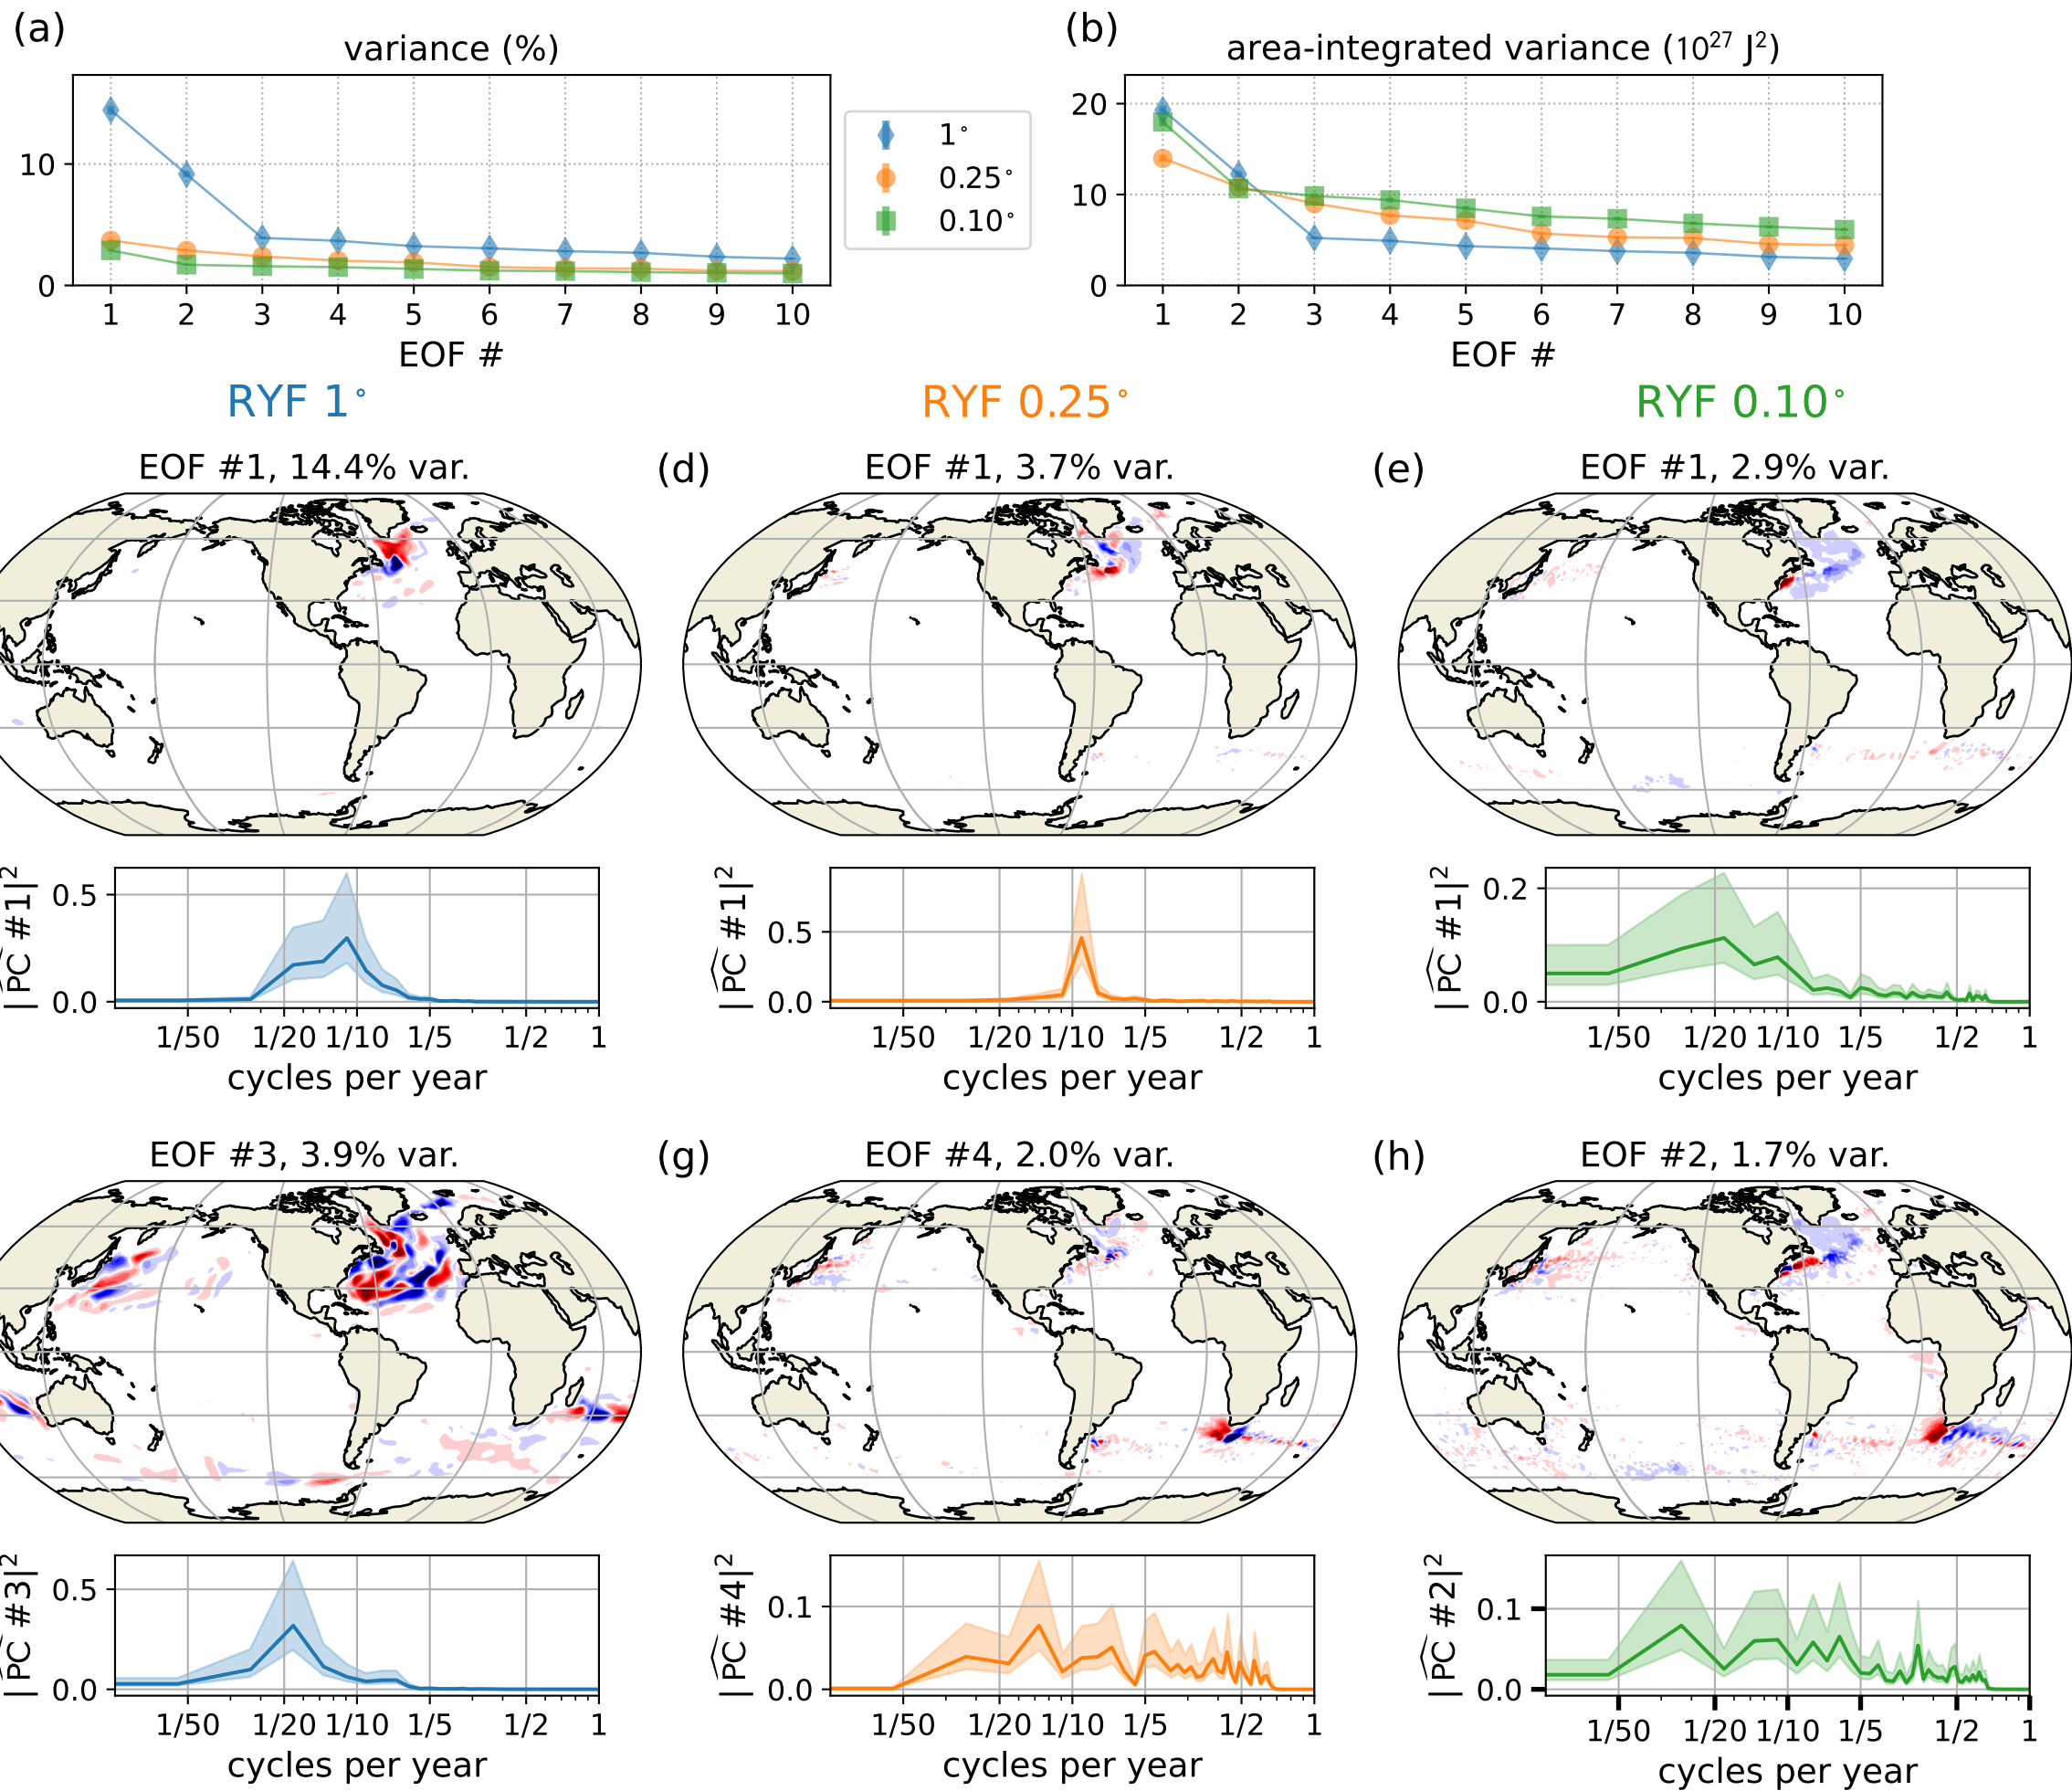 (a)
variance (%)
10
0
1 2 3 4 5 6 7 8 9 10
EOF #
1°
0.25°
0.10°
(b)
area-integrated variance (10²⁷ J²)
20
10
0
1 2 3 4 5 6 7 8 9 10
EOF #
RYF 1°
RYF 0.25°
RYF 0.10°
EOF #1, 14.4% var.
(d)
EOF #1, 3.7% var.
(e)
EOF #1, 2.9% var.
|P̂C #1|²
0.5
0.0
1/50 1/20 1/10 1/5 1/2 1
cycles per year
|P̂C #1|²
0.5
0.0
1/50 1/20 1/10 1/5 1/2 1
cycles per year
|P̂C #1|²
0.2
0.0
1/50 1/20 1/10 1/5 1/2 1
cycles per year
EOF #3, 3.9% var.
(g)
EOF #4, 2.0% var.
(h)
EOF #2, 1.7% var.
|P̂C #3|²
0.5
0.0
1/50 1/20 1/10 1/5 1/2 1
cycles per year
|P̂C #4|²
0.1
0.0
1/50 1/20 1/10 1/5 1/2 1
cycles per year
|P̂C #2|²
0.1
0.0
1/50 1/20 1/10 1/5 1/2 1
cycles per year